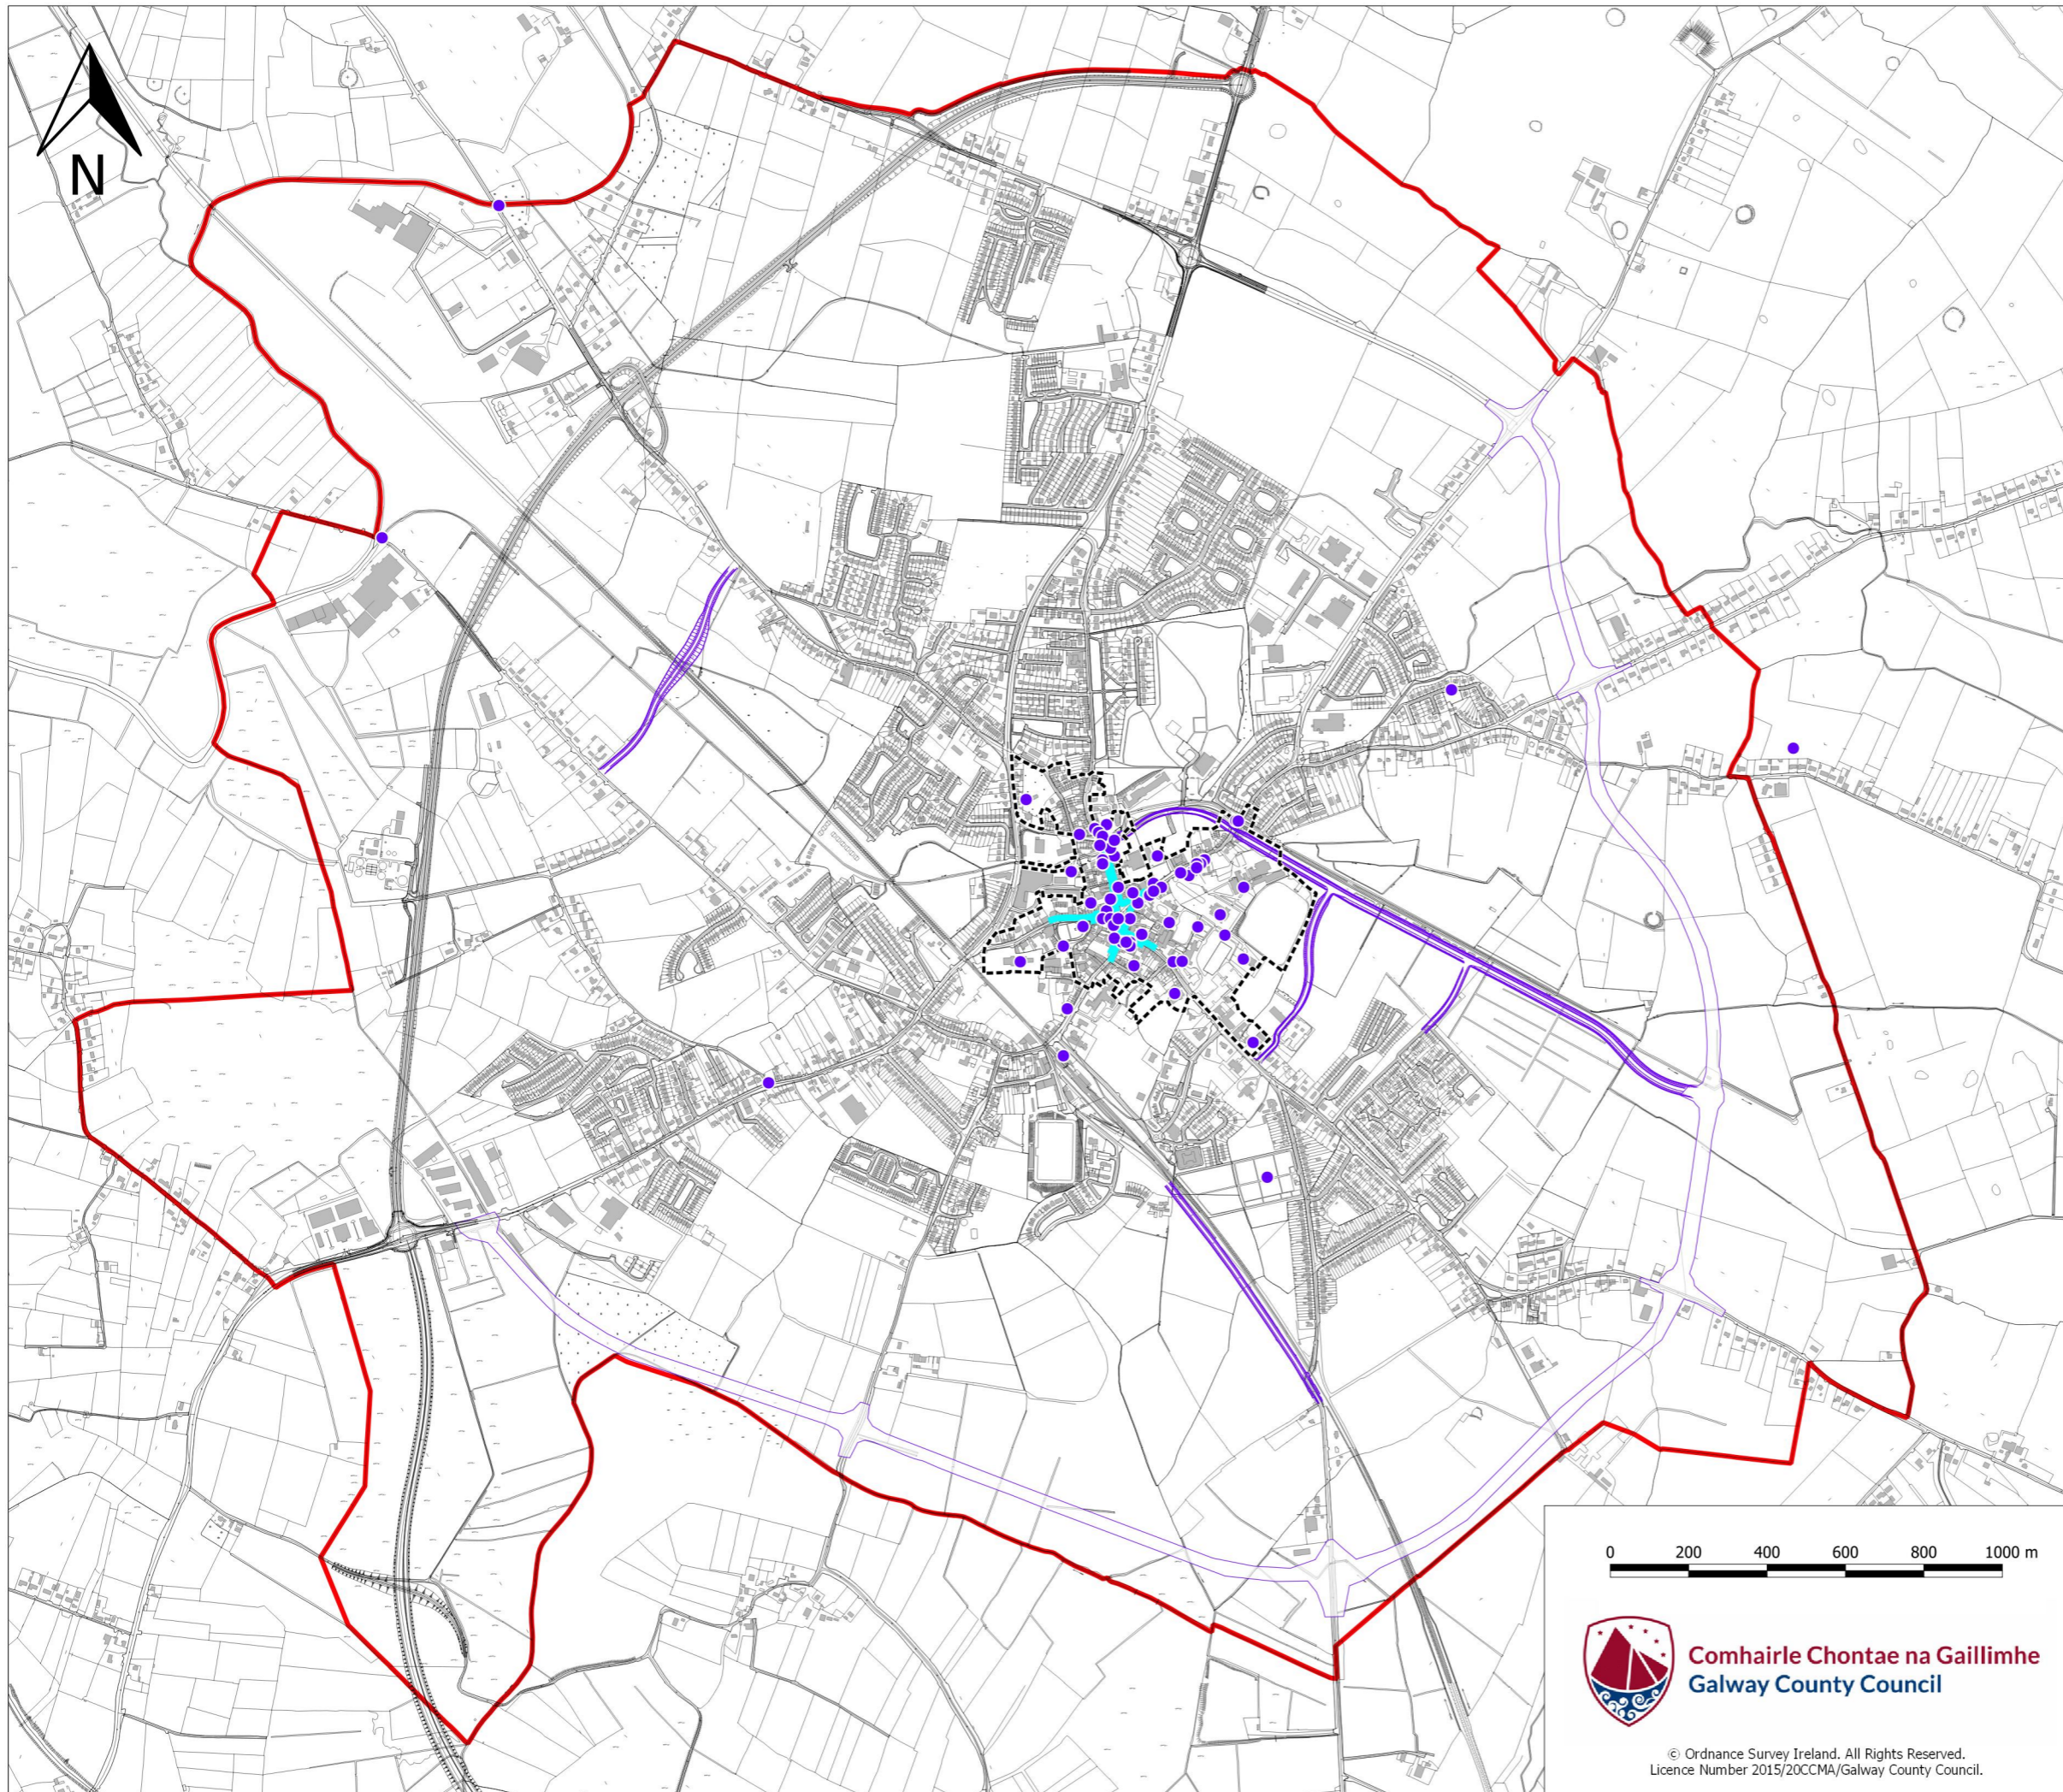 N
0 200 400 600 800 1000 m
Comhairle Chontae na Gaillimhe
Galway County Council
© Ordnance Survey Ireland. All Rights Reserved.
Licence Number 2015/20CCMA/Galway County Council.